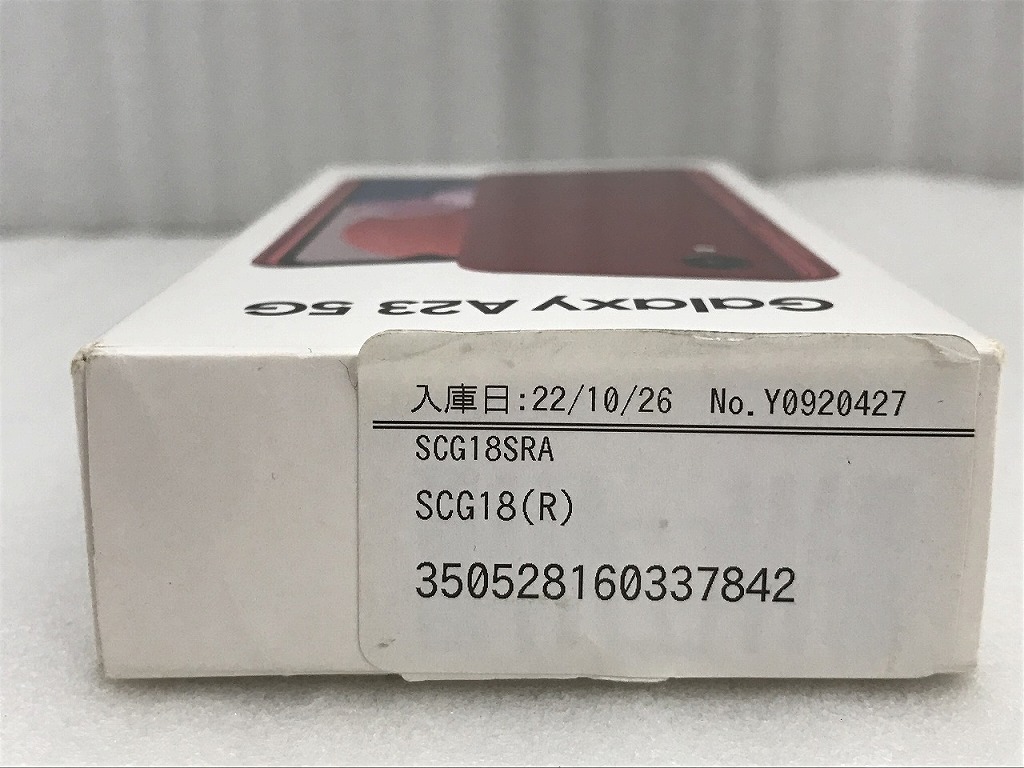 Galaxy A23 5G
入庫日:22/10/26 No.Y0920427
SCG18SRA
SCG18(R)
350528160337842